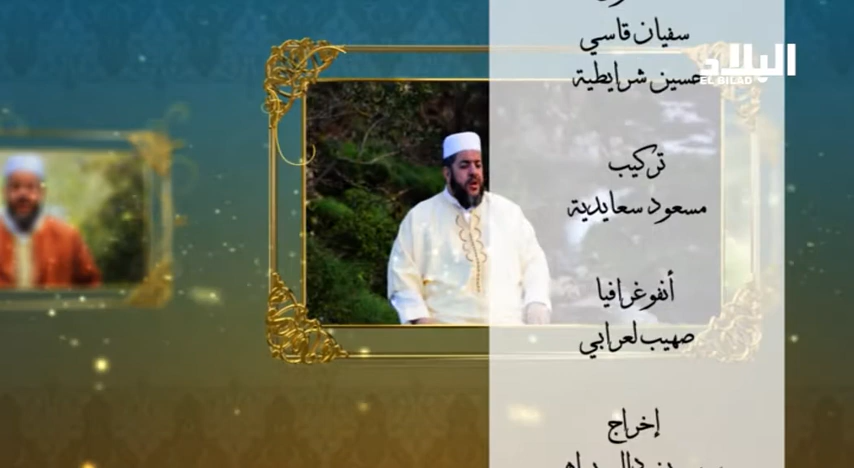 سفيان قاسي
حسين شرايطية
البلاد
EL BILAD
تركيب
مسعود سعايدية
أنفوغرافيا
صهيب لعرابي
إخراج